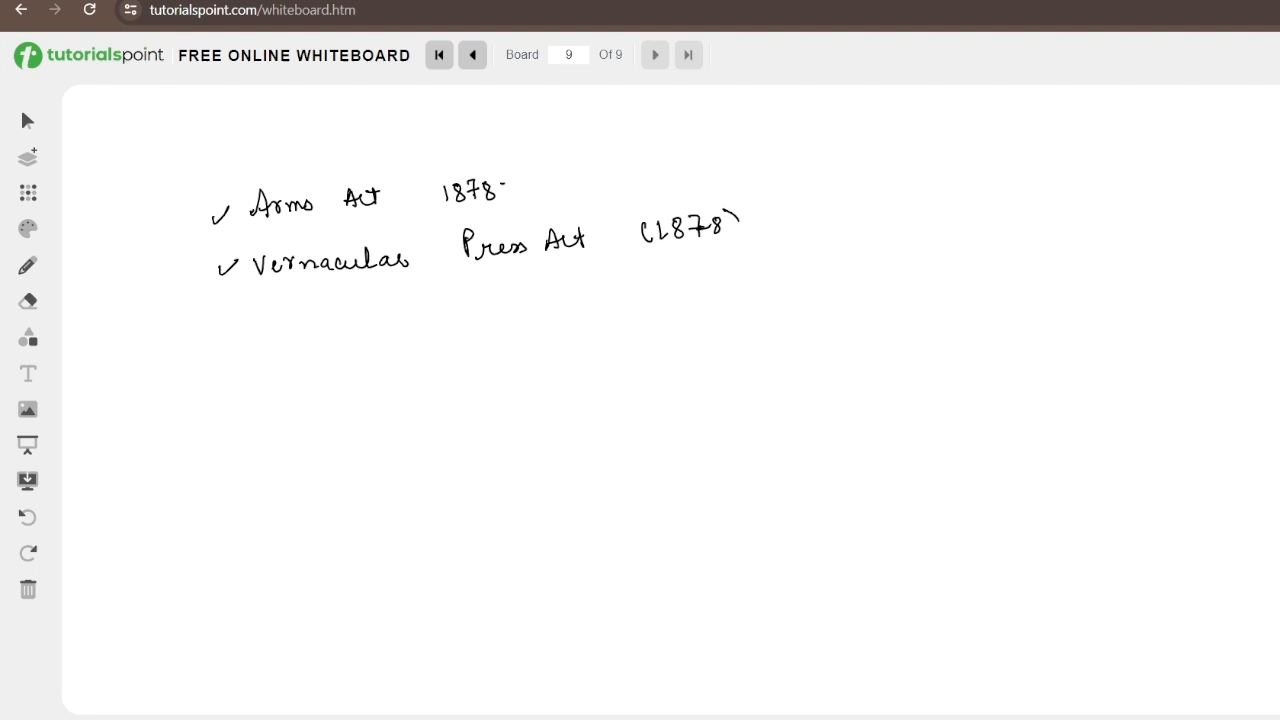 tutorialspoint.com/whiteboard.htm
tutorialspoint FREE ONLINE WHITEBOARD Board 9 Of 9
Arms Act 1878
Vernacular Press Act (1878)